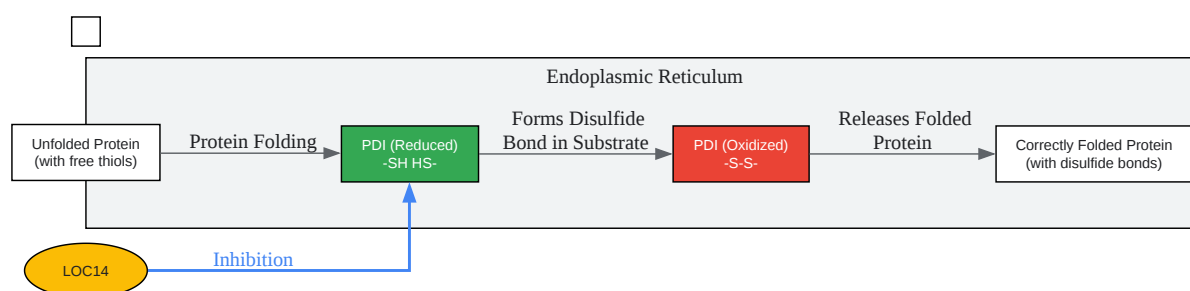 Endoplasmic Reticulum
Unfolded Protein
(with free thiols)
Protein Folding
PDI (Reduced)
-SH HS-
Forms Disulfide
Bond in Substrate
PDI (Oxidized)
-S-S-
Releases Folded
Protein
Correctly Folded Protein
(with disulfide bonds)
LOC14
Inhibition